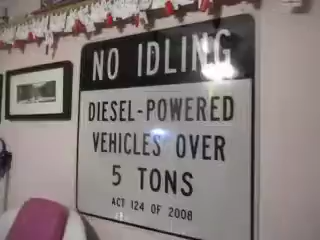 NO IDLING
DIESEL-POWERED
VEHICLES OVER
5 TONS
ACT 124 OF 2008